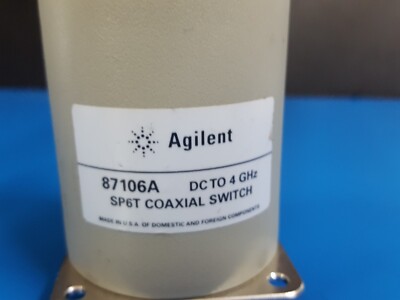 Agilent
87106A DC TO 4 GHz
SP6T COAXIAL SWITCH
MADE IN U.S.A. OF DOMESTIC AND FOREIGN COMPONENTS